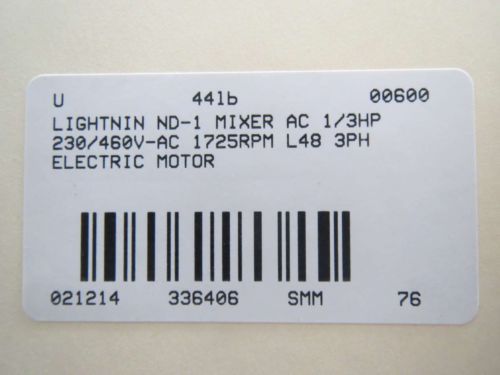 U 44lb 00600
LIGHTNIN ND-1 MIXER AC 1/3HP
230/460V-AC 1725RPM L48 3PH
ELECTRIC MOTOR
021214 336406 SMM 76